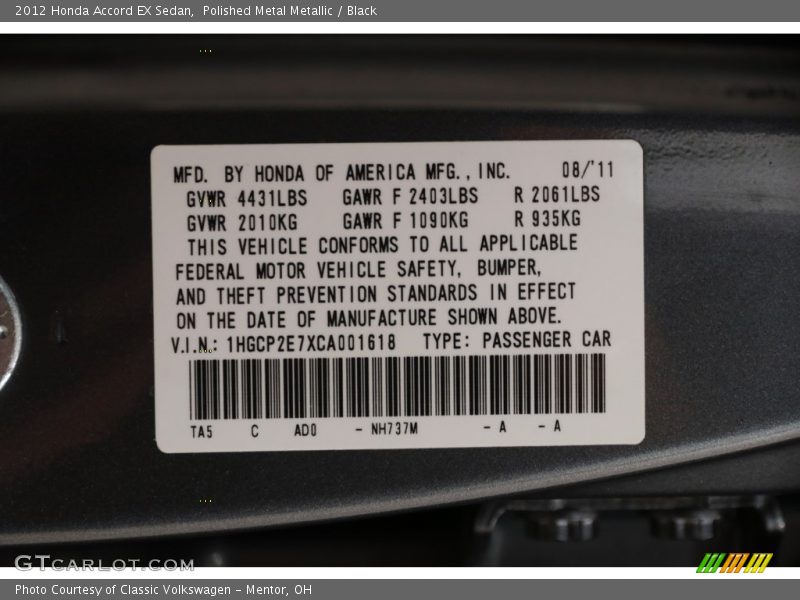 2012 Honda Accord EX Sedan,  Polished Metal Metallic / Black
MFD. BY HONDA OF AMERICA MFG., INC. 08/'11
GVWR 4431LBS GAWR F 2403LBS R 2061LBS
GVWR 2010KG GAWR F 1090KG R 935KG
THIS VEHICLE CONFORMS TO ALL APPLICABLE
FEDERAL MOTOR VEHICLE SAFETY, BUMPER,
AND THEFT PREVENTION STANDARDS IN EFFECT
ON THE DATE OF MANUFACTURE SHOWN ABOVE.
V.I.N.: 1HGCP2E7XCA001618 TYPE: PASSENGER CAR
TA5 C AD0 - NH737M - A - A
GTCARLOT.COM
Photo Courtesy of Classic Volkswagen - Mentor, OH